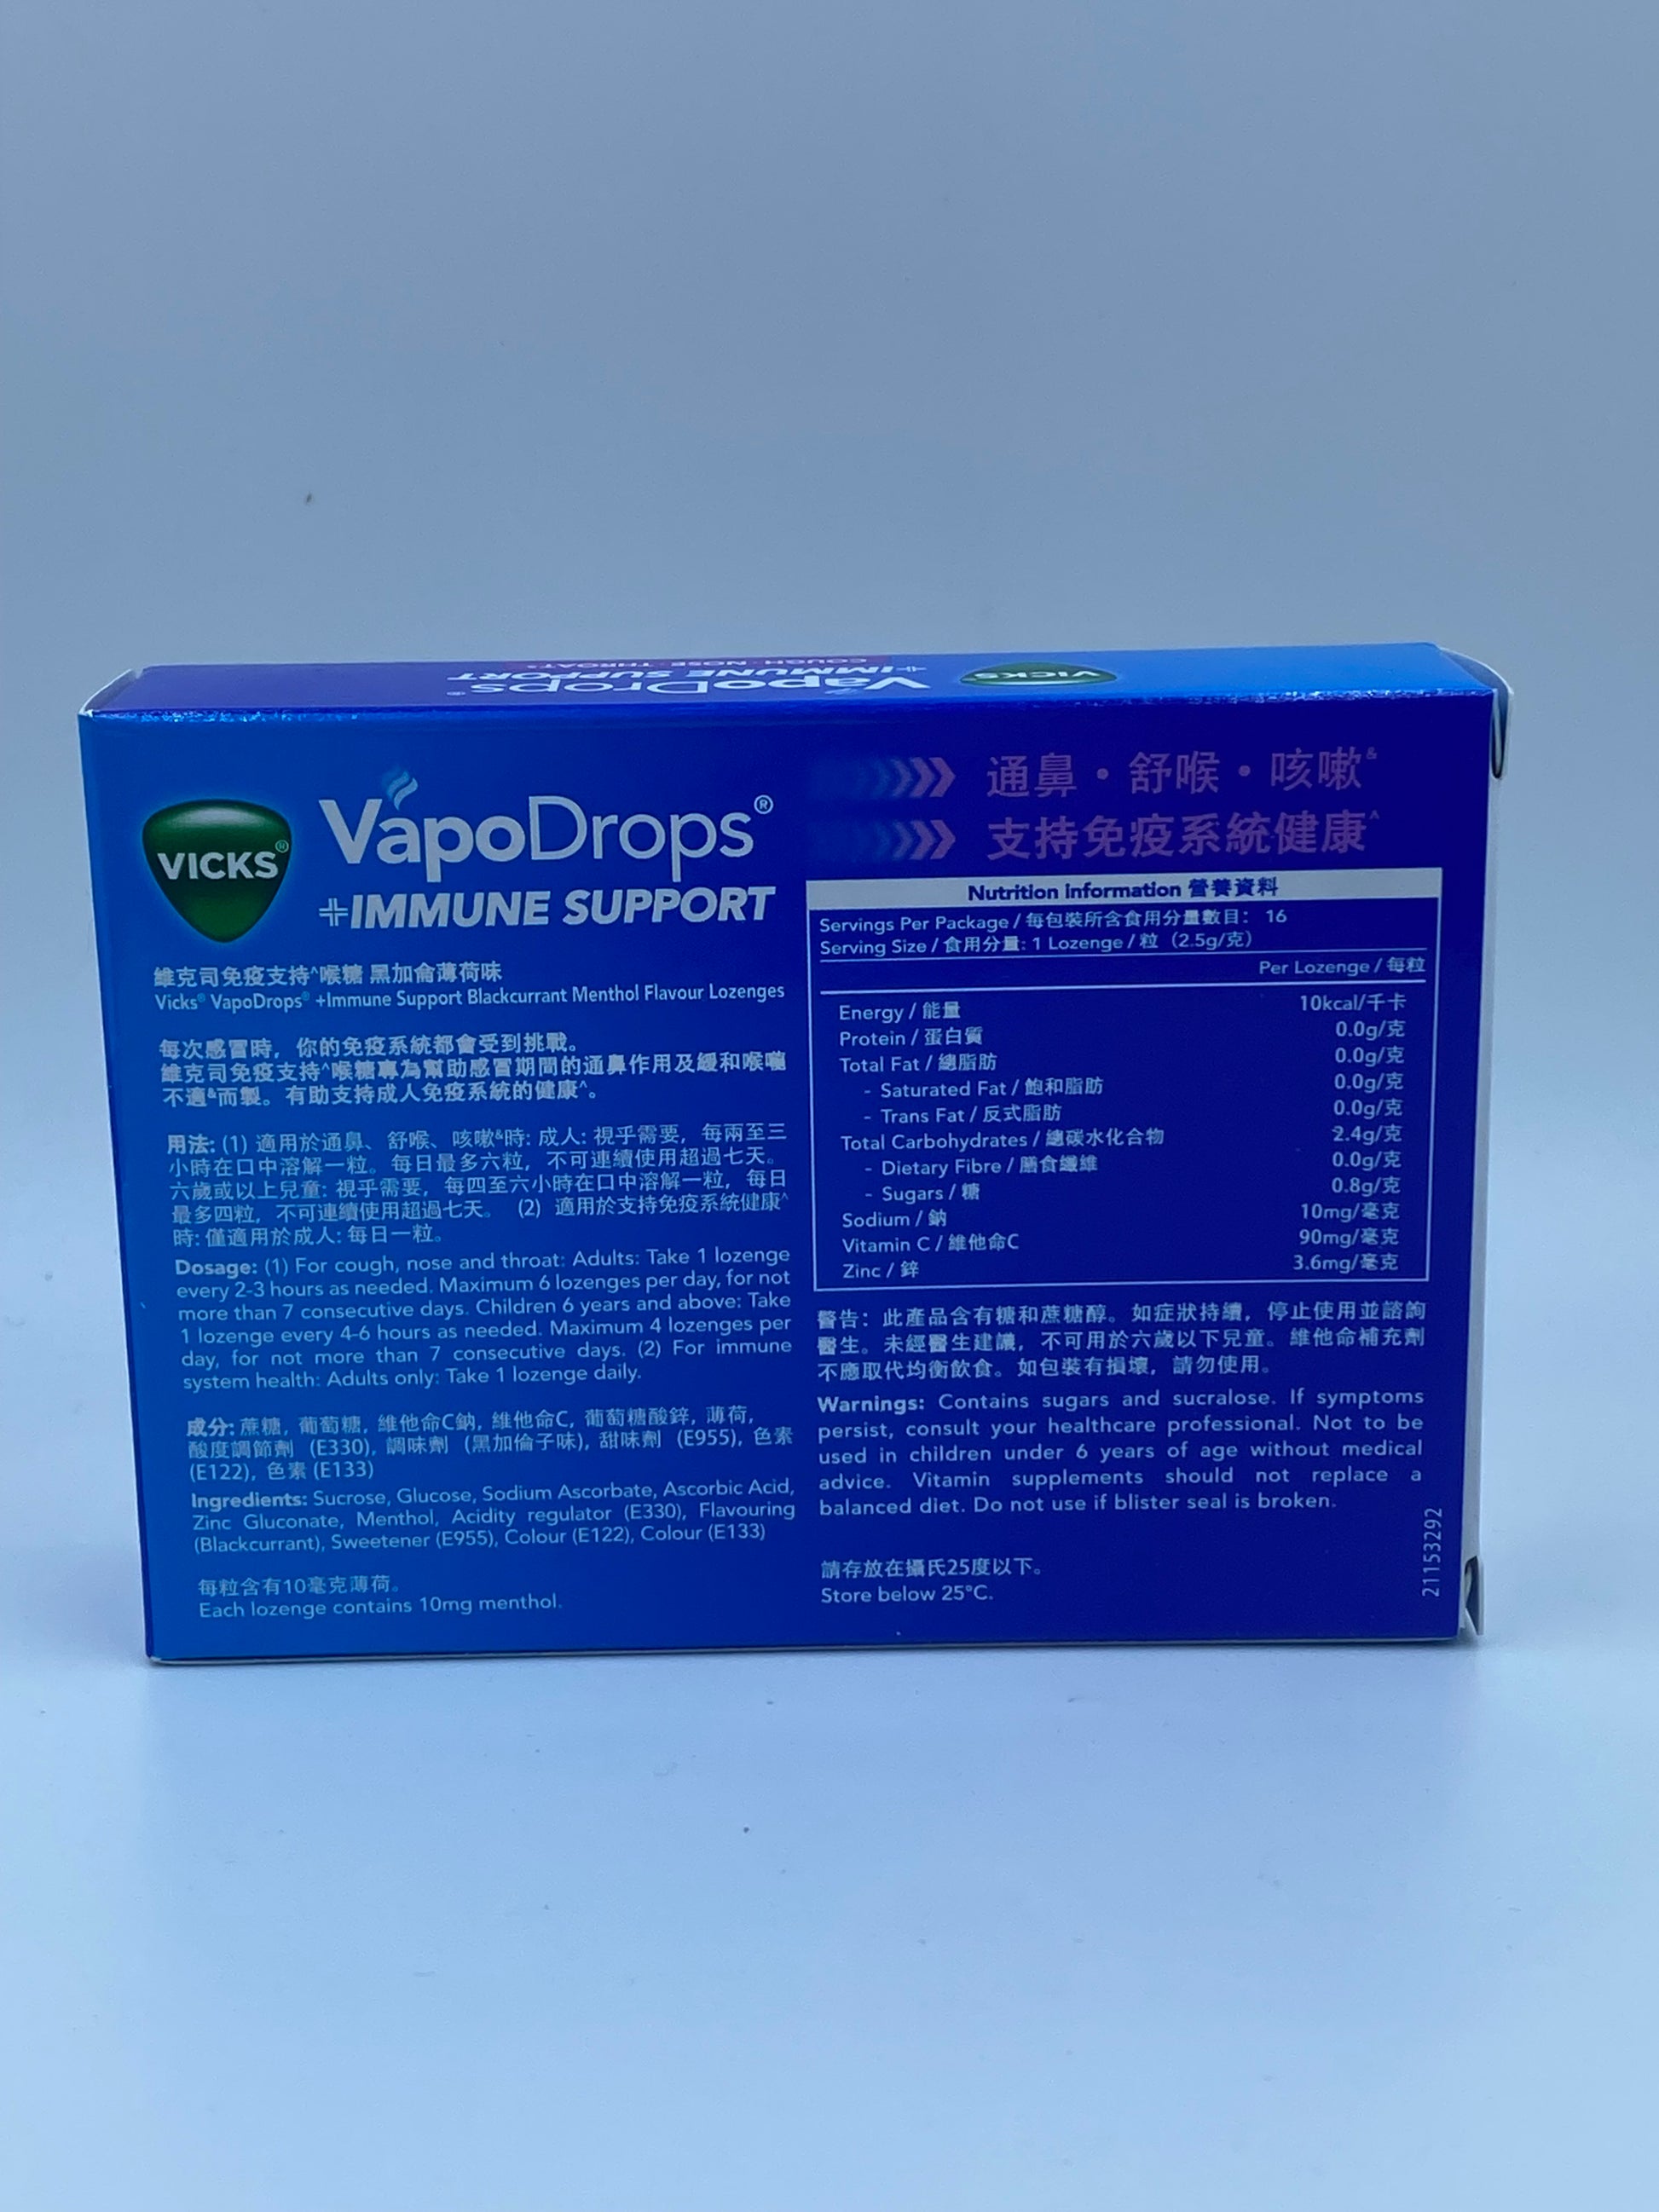 COUGH · NOSE · THROAT&
+IMMUNE SUPPORT
VapoDrops®
VICKS
VICKS®
VapoDrops®
+IMMUNE SUPPORT
維克司免疫支持^喉糖 黑加侖薄荷味
Vicks® VapoDrops® +Immune Support Blackcurrant Menthol Flavour Lozenges
每次感冒時，你的免疫系統都會受到挑戰。
維克司免疫支持^喉糖專為幫助感冒期間的通鼻作用及緩和喉嚨
不適&而製。有助支持成人免疫系統的健康^。
用法: (1) 適用於通鼻、舒喉、咳嗽&時: 成人: 視乎需要，每兩至三
小時在口中溶解一粒。每日最多六粒，不可連續使用超過七天。
六歲或以上兒童: 視乎需要，每四至六小時在口中溶解一粒，每日
最多四粒，不可連續使用超過七天。 (2) 適用於支持免疫系統健康^
時: 僅適用於成人: 每日一粒。
Dosage: (1) For cough, nose and throat: Adults: Take 1 lozenge
every 2-3 hours as needed. Maximum 6 lozenges per day, for not
more than 7 consecutive days. Children 6 years and above: Take
1 lozenge every 4-6 hours as needed. Maximum 4 lozenges per
day, for not more than 7 consecutive days. (2) For immune
system health: Adults only: Take 1 lozenge daily.
成分: 蔗糖, 葡萄糖, 維他命C鈉, 維他命C, 葡萄糖酸鋅, 薄荷,
酸度調節劑 (E330), 調味劑 (黑加倫子味), 甜味劑 (E955), 色素
(E122), 色素 (E133)
Ingredients: Sucrose, Glucose, Sodium Ascorbate, Ascorbic Acid,
Zinc Gluconate, Menthol, Acidity regulator (E330), Flavouring
(Blackcurrant), Sweetener (E955), Colour (E122), Colour (E133)
每粒含有10毫克薄荷。
Each lozenge contains 10mg menthol.
通鼻・舒喉・咳嗽&
支持免疫系統健康^
Nutrition information 營養資料
Servings Per Package / 每包裝所含食用分量數目： 16
Serving Size / 食用分量: 1 Lozenge / 粒（2.5g/克）
Per Lozenge / 每粒
Energy / 能量 10kcal/千卡
Protein / 蛋白質 0.0g/克
Total Fat / 總脂肪 0.0g/克
- Saturated Fat / 飽和脂肪 0.0g/克
- Trans Fat / 反式脂肪 0.0g/克
Total Carbohydrates / 總碳水化合物 2.4g/克
- Dietary Fibre / 膳食纖維 0.0g/克
- Sugars / 糖 0.8g/克
Sodium / 鈉 10mg/毫克
Vitamin C / 維他命C 90mg/毫克
Zinc / 鋅 3.6mg/毫克
警告：此產品含有糖和蔗糖醇。如症狀持續，停止使用並諮詢
醫生。未經醫生建議，不可用於六歲以下兒童。維他命補充劑
不應取代均衡飲食。如包裝有損壞，請勿使用。
Warnings: Contains sugars and sucralose. If symptoms
persist, consult your healthcare professional. Not to be
used in children under 6 years of age without medical
advice. Vitamin supplements should not replace a
balanced diet. Do not use if blister seal is broken.
請存放在攝氏25度以下。
Store below 25°C.
21153292